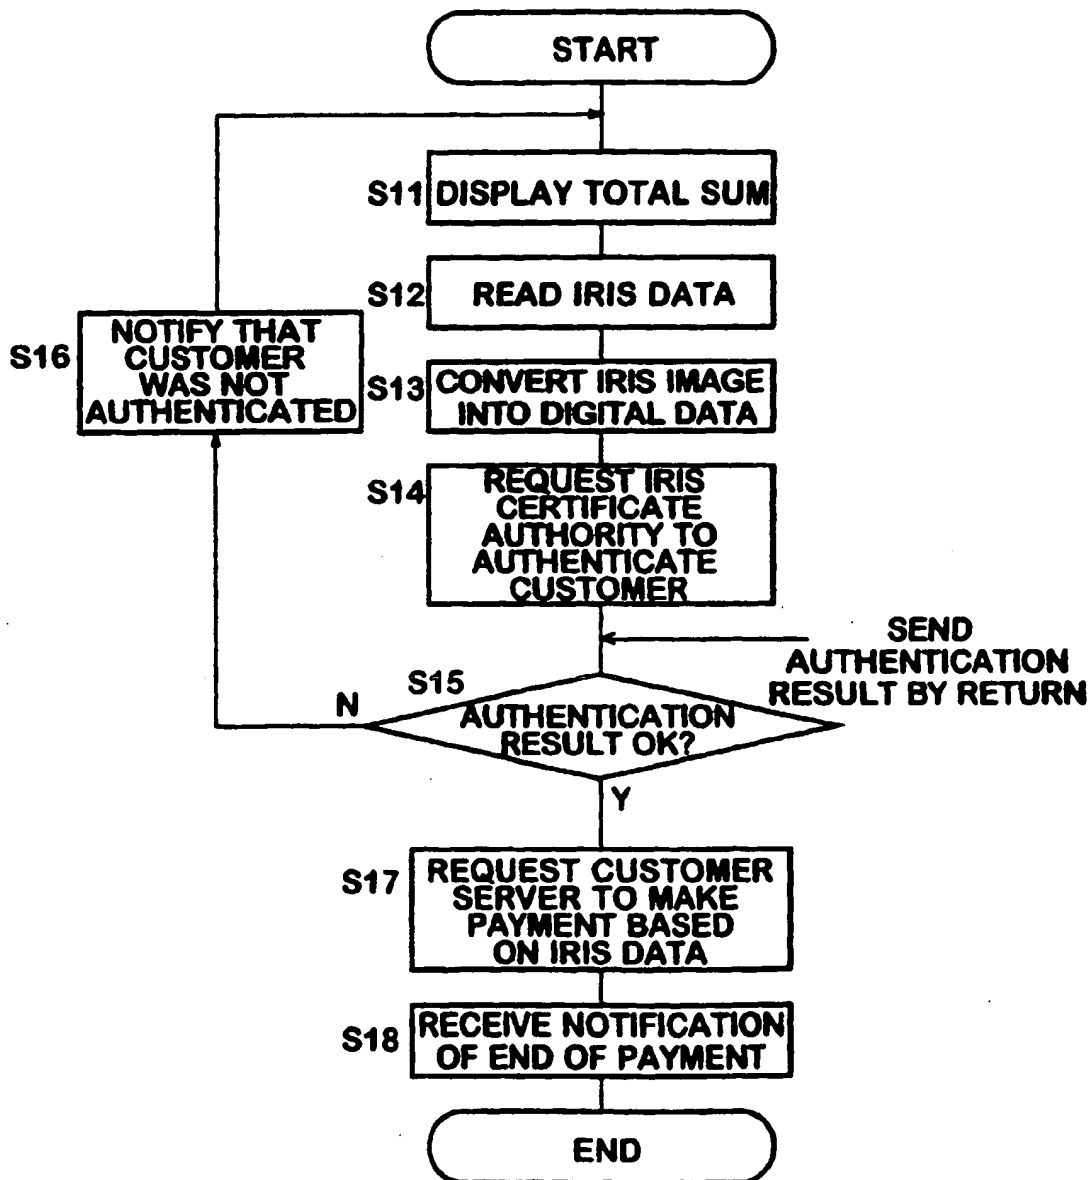 START
S11
DISPLAY TOTAL SUM
S12
READ IRIS DATA
S16
NOTIFY THAT
CUSTOMER
WAS NOT
AUTHENTICATED
S13
CONVERT IRIS IMAGE
INTO DIGITAL DATA
S14
REQUEST IRIS
CERTIFICATE
AUTHORITY TO
AUTHENTICATE
CUSTOMER
SEND
AUTHENTICATION
RESULT BY RETURN
S15
N
AUTHENTICATION
RESULT OK?
Y
S17
REQUEST CUSTOMER
SERVER TO MAKE
PAYMENT BASED
ON IRIS DATA
S18
RECEIVE NOTIFICATION
OF END OF PAYMENT
END